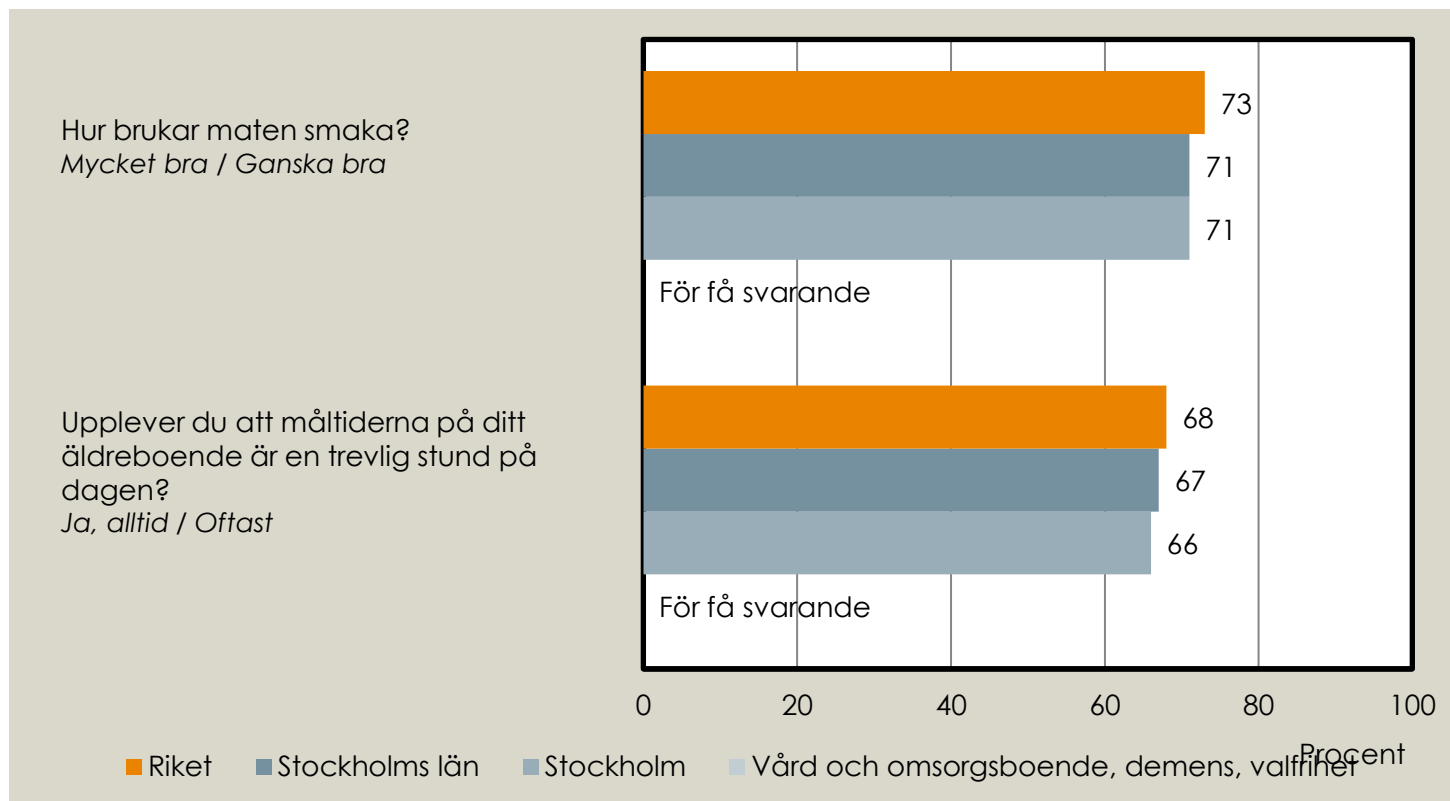 Hur brukar maten smaka?
Mycket bra / Ganska bra
73
71
71
För få svarande
Upplever du att måltiderna på ditt
äldreboende är en trevlig stund på
dagen?
Ja, alltid / Oftast
68
67
66
För få svarande
0 20 40 60 80 100
Procent
Riket Stockholms län Stockholm Vård och omsorgsboende, demens, valfrihet